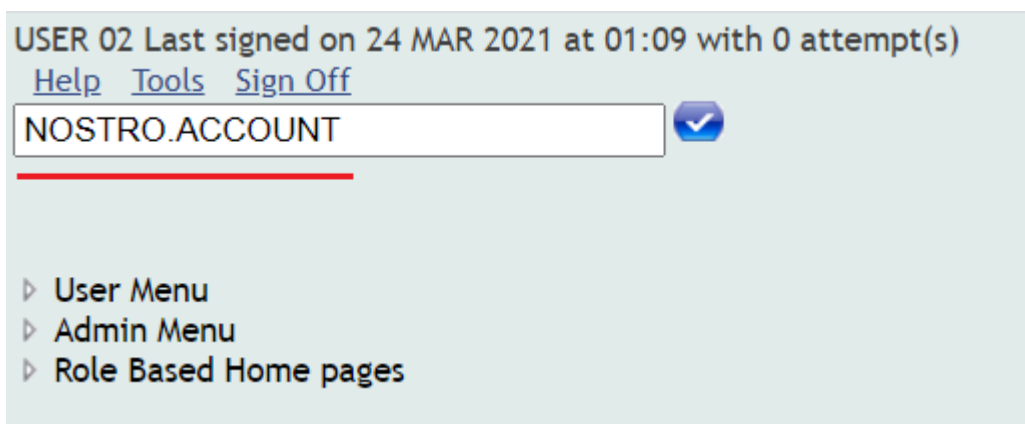 USER 02 Last signed on 24 MAR 2021 at 01:09 with 0 attempt(s)
Help Tools Sign Off
NOSTRO.ACCOUNT
User Menu
Admin Menu
Role Based Home pages